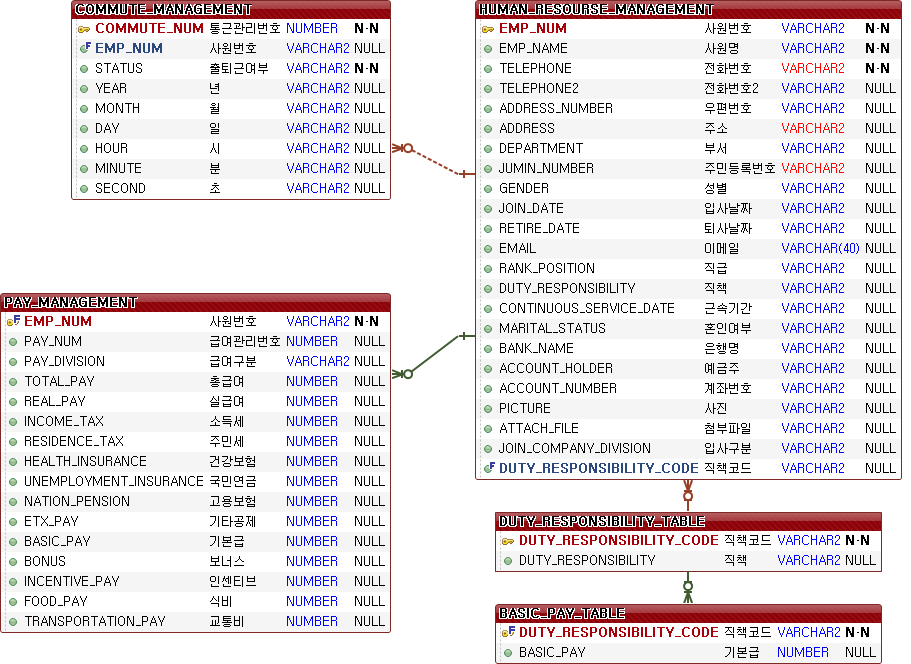 COMMUTE_MANAGEMENT
COMMUTE_NUM 통근관리번호 NUMBER N-N
EMP_NUM 사원번호 VARCHAR2 NULL
STATUS 출퇴근여부 VARCHAR2 N-N
YEAR 년 VARCHAR2 NULL
MONTH 월 VARCHAR2 NULL
DAY 일 VARCHAR2 NULL
HOUR 시 VARCHAR2 NULL
MINUTE 분 VARCHAR2 NULL
SECOND 초 VARCHAR2 NULL
HUMAN_RESOURSE_MANAGEMENT
EMP_NUM 사원번호 VARCHAR2 N-N
EMP_NAME 사원명 VARCHAR2 N-N
TELEPHONE 전화번호 VARCHAR2 N-N
TELEPHONE2 전화번호2 VARCHAR2 NULL
ADDRESS_NUMBER 우편번호 VARCHAR2 NULL
ADDRESS 주소 VARCHAR2 NULL
DEPARTMENT 부서 VARCHAR2 NULL
JUMIN_NUMBER 주민등록번호 VARCHAR2 NULL
GENDER 성별 VARCHAR2 NULL
JOIN_DATE 입사날짜 VARCHAR2 NULL
RETIRE_DATE 퇴사날짜 VARCHAR2 NULL
EMAIL 이메일 VARCHAR(40) NULL
RANK_POSITION 직급 VARCHAR2 NULL
DUTY_RESPONSIBILITY 직책 VARCHAR2 NULL
CONTINUOUS_SERVICE_DATE 근속기간 VARCHAR2 NULL
MARITAL_STATUS 혼인여부 VARCHAR2 NULL
BANK_NAME 은행명 VARCHAR2 NULL
ACCOUNT_HOLDER 예금주 VARCHAR2 NULL
ACCOUNT_NUMBER 계좌번호 VARCHAR2 NULL
PICTURE 사진 VARCHAR2 NULL
ATTACH_FILE 첨부파일 VARCHAR2 NULL
JOIN_COMPANY_DIVISION 입사구분 VARCHAR2 NULL
DUTY_RESPONSIBILITY_CODE 직책코드 VARCHAR2 NULL
PAY_MANAGEMENT
EMP_NUM 사원번호 VARCHAR2 N-N
PAY_NUM 급여관리번호 NUMBER NULL
PAY_DIVISION 급여구분 VARCHAR2 NULL
TOTAL_PAY 총급여 NUMBER NULL
REAL_PAY 실급여 NUMBER NULL
INCOME_TAX 소득세 NUMBER NULL
RESIDENCE_TAX 주민세 NUMBER NULL
HEALTH_INSURANCE 건강보험 NUMBER NULL
UNEMPLOYMENT_INSURANCE 국민연금 NUMBER NULL
NATION_PENSION 고용보험 NUMBER NULL
ETX_PAY 기타공제 NUMBER NULL
BASIC_PAY 기본급 NUMBER NULL
BONUS 보너스 NUMBER NULL
INCENTIVE_PAY 인센티브 NUMBER NULL
FOOD_PAY 식비 NUMBER NULL
TRANSPORTATION_PAY 교통비 NUMBER NULL
DUTY_RESPONSIBILITY_TABLE
DUTY_RESPONSIBILITY_CODE 직책코드 VARCHAR2 N-N
DUTY_RESPONSIBILITY 직책 VARCHAR2 NULL
BASIC_PAY_TABLE
DUTY_RESPONSIBILITY_CODE 직책코드 VARCHAR2 N-N
BASIC_PAY 기본급 NUMBER NULL